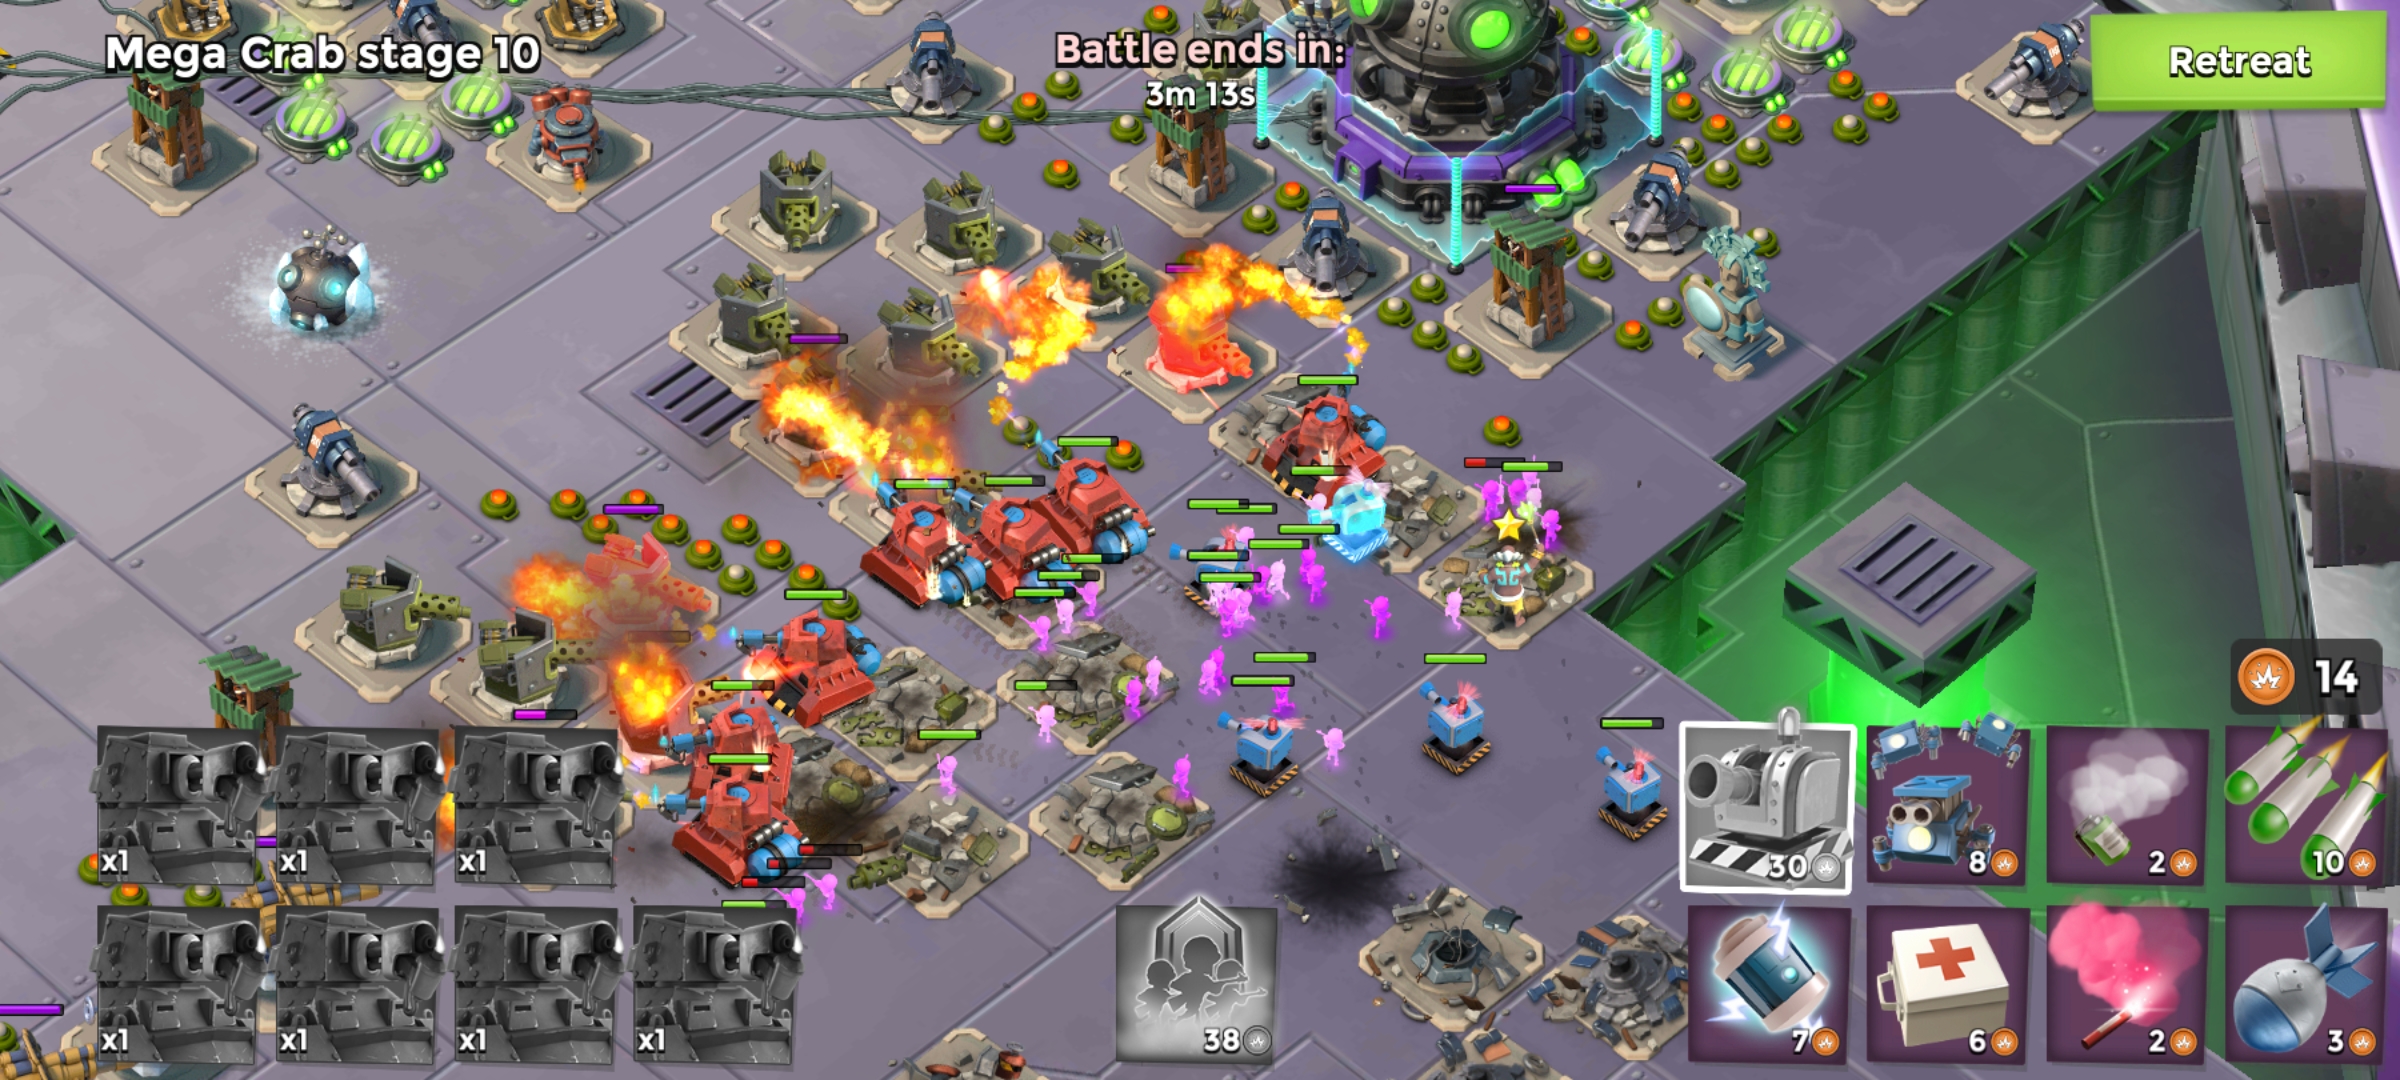 Mega Crab stage 10
Battle ends in:
3m 13s
Retreat
14
x1
x1
x1
30
8
2
10
x1
x1
x1
x1
38
7
6
2
3